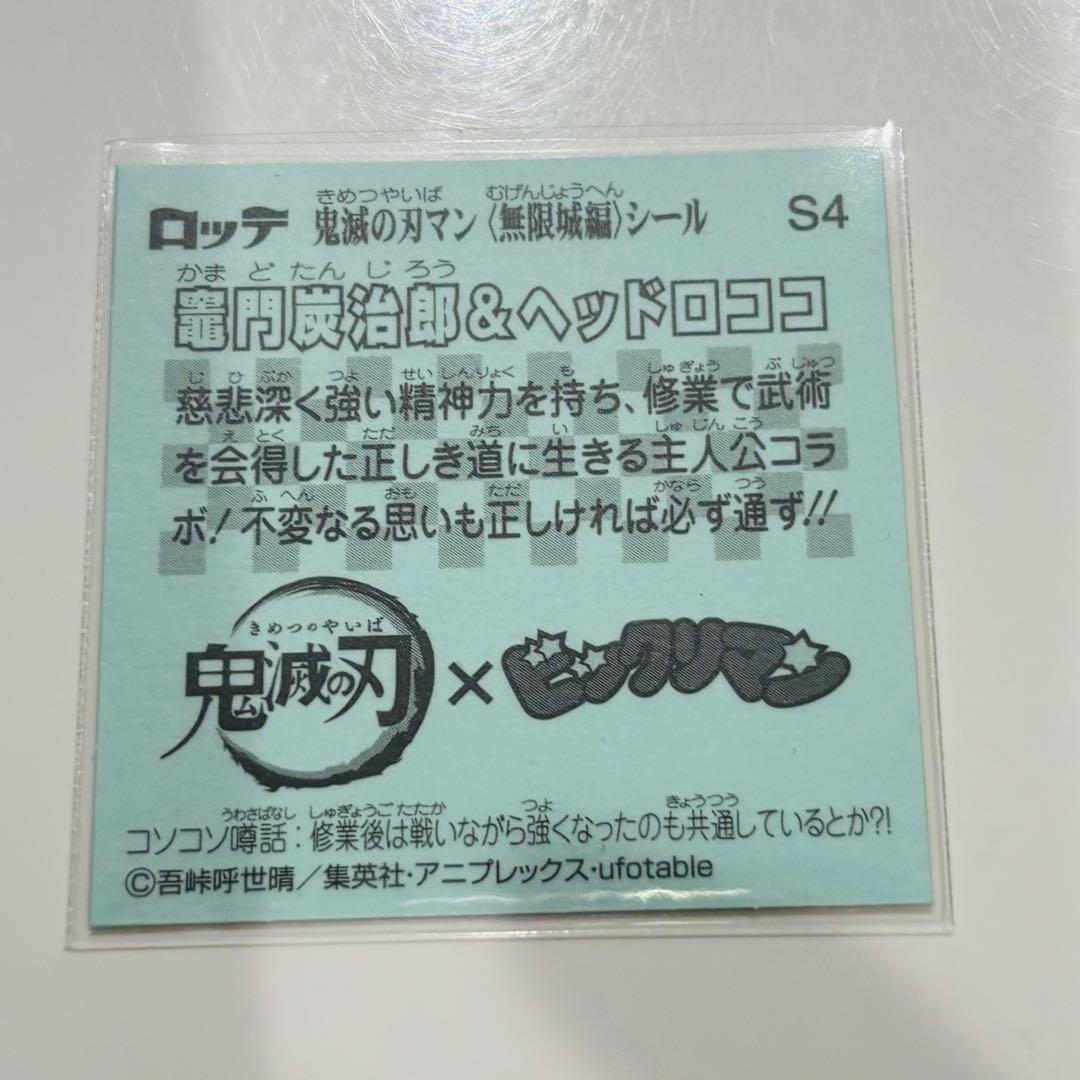 きめつやいば むげんじょうへん
ロッテ 鬼滅の刃マン〈無限城編〉シール S4
かまどたんじろう
竈門炭治郎&ヘッドロココ
じひぶか つよ せいしんりょく も しゅぎょう ぶじゅつ
慈悲深く強い精神力を持ち、修業で武術
えとく ただ みち い しゅじんこう
を会得した正しき道に生きる主人公コラ
ふへん おも ただ かなら つう
ボ!不変なる思いも正しければ必ず通ず!!
きめつのやいば
鬼滅の刃 × ビックリマン
うわさばなし しゅぎょうご たたか つよ きょうつう
コソコソ噂話:修業後は戦いながら強くなったのも共通しているとか?!
©吾峠呼世晴/集英社・アニプレックス・ufotable